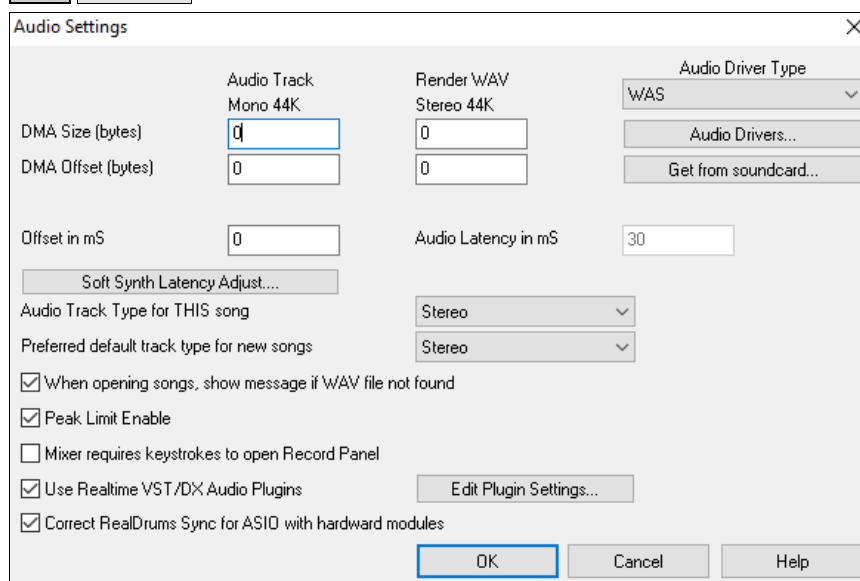 Audio Settings
Audio Track
Mono 44K
Render WAV
Stereo 44K
Audio Driver Type
WAS
DMA Size (bytes)
0
0
Audio Drivers...
DMA Offset (bytes)
0
0
Get from soundcard...
Offset in mS
0
Audio Latency in mS
30
Soft Synth Latency Adjust....
Audio Track Type for THIS song
Stereo
Preferred default track type for new songs
Stereo
When opening songs, show message if WAV file not found
Peak Limit Enable
Mixer requires keystrokes to open Record Panel
Use Realtime VST/DX Audio Plugins
Edit Plugin Settings...
Correct RealDrums Sync for ASIO with hardware modules
OK
Cancel
Help